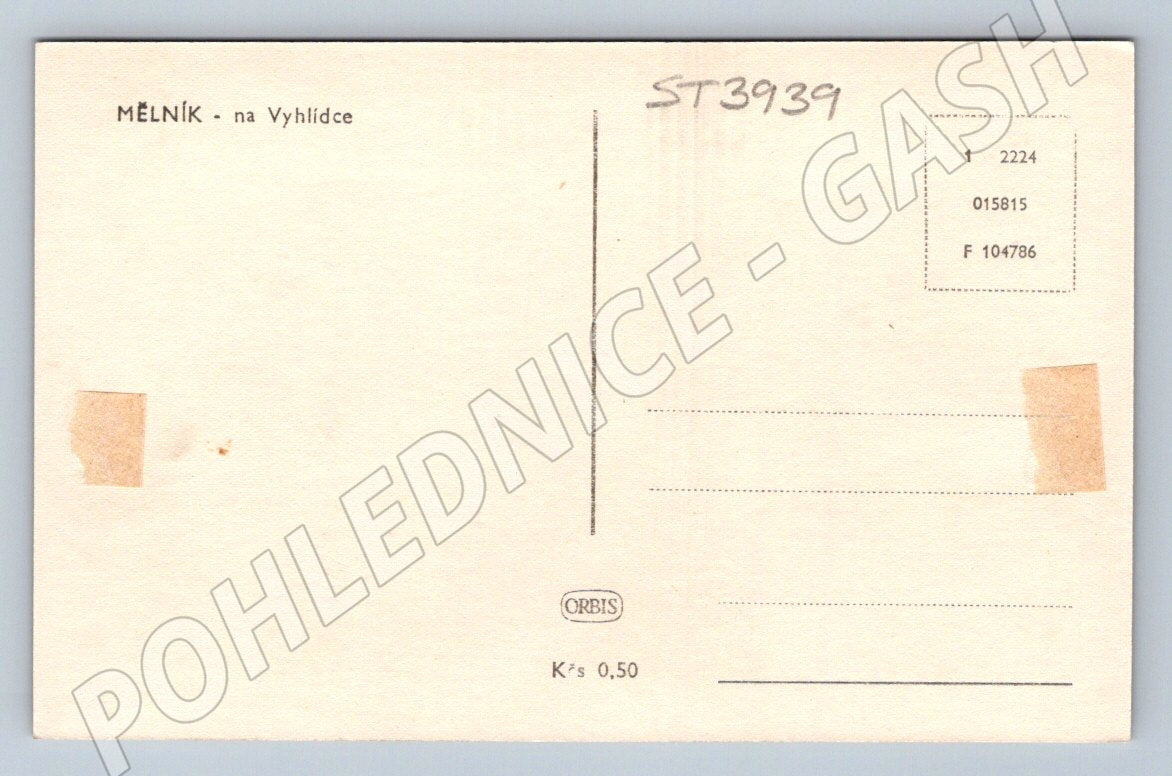 MĚLNÍK - na Vyhlídce
ST3939
1 2224
015815
F 104786
ORBIS
Kčs 0,50
POHLEDNICE - GASH